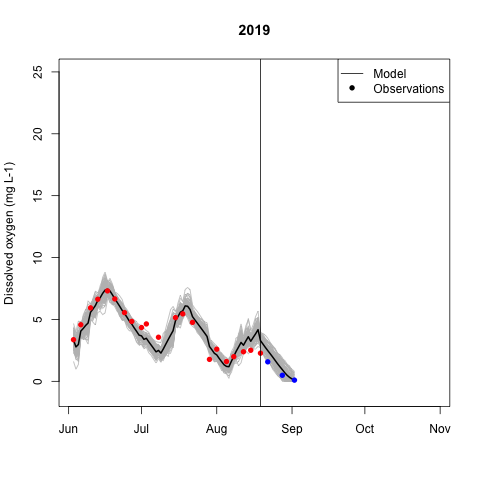 2019
Model
Observations
Dissolved oxygen (mg L-1)
25
20
15
10
5
0
Jun Jul Aug Sep Oct Nov